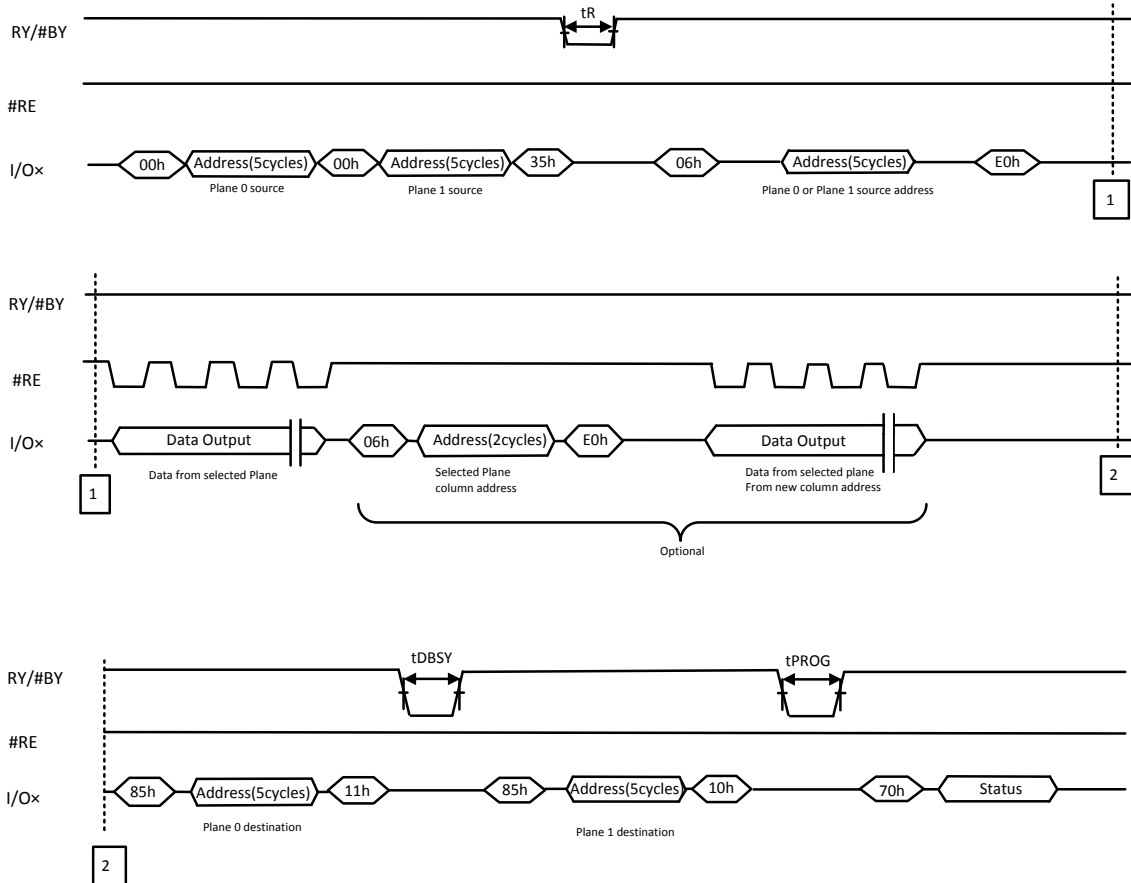 tR
RY/#BY
#RE
I/O×
00h
Address(5cycles)
00h
Address(5cycles)
35h
06h
Address(5cycles)
E0h
Plane 0 source
Plane 1 source
Plane 0 or Plane 1 source address
1
RY/#BY
#RE
I/O×
Data Output
06h
Address(2cycles)
E0h
Data Output
Data from selected Plane
Selected Plane
column address
Data from selected plane
From new column address
1
2
Optional
tDBSY
tPROG
RY/#BY
#RE
I/O×
85h
Address(5cycles)
11h
85h
Address(5cycles
10h
70h
Status
Plane 0 destination
Plane 1 destination
2